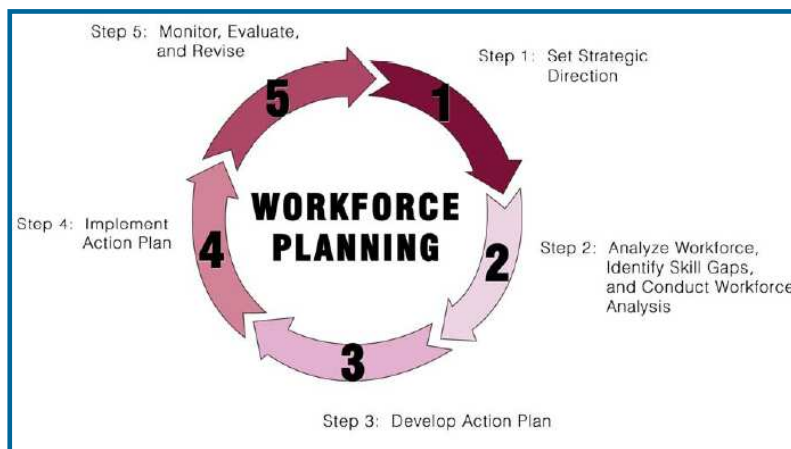 Step 5: Monitor, Evaluate,
and Revise
Step 1: Set Strategic
Direction
5
1
WORKFORCE
PLANNING
Step 4: Implement
Action Plan
4
2
Step 2: Analyze Workforce,
Identify Skill Gaps,
and Conduct Workforce
Analysis
3
Step 3: Develop Action Plan